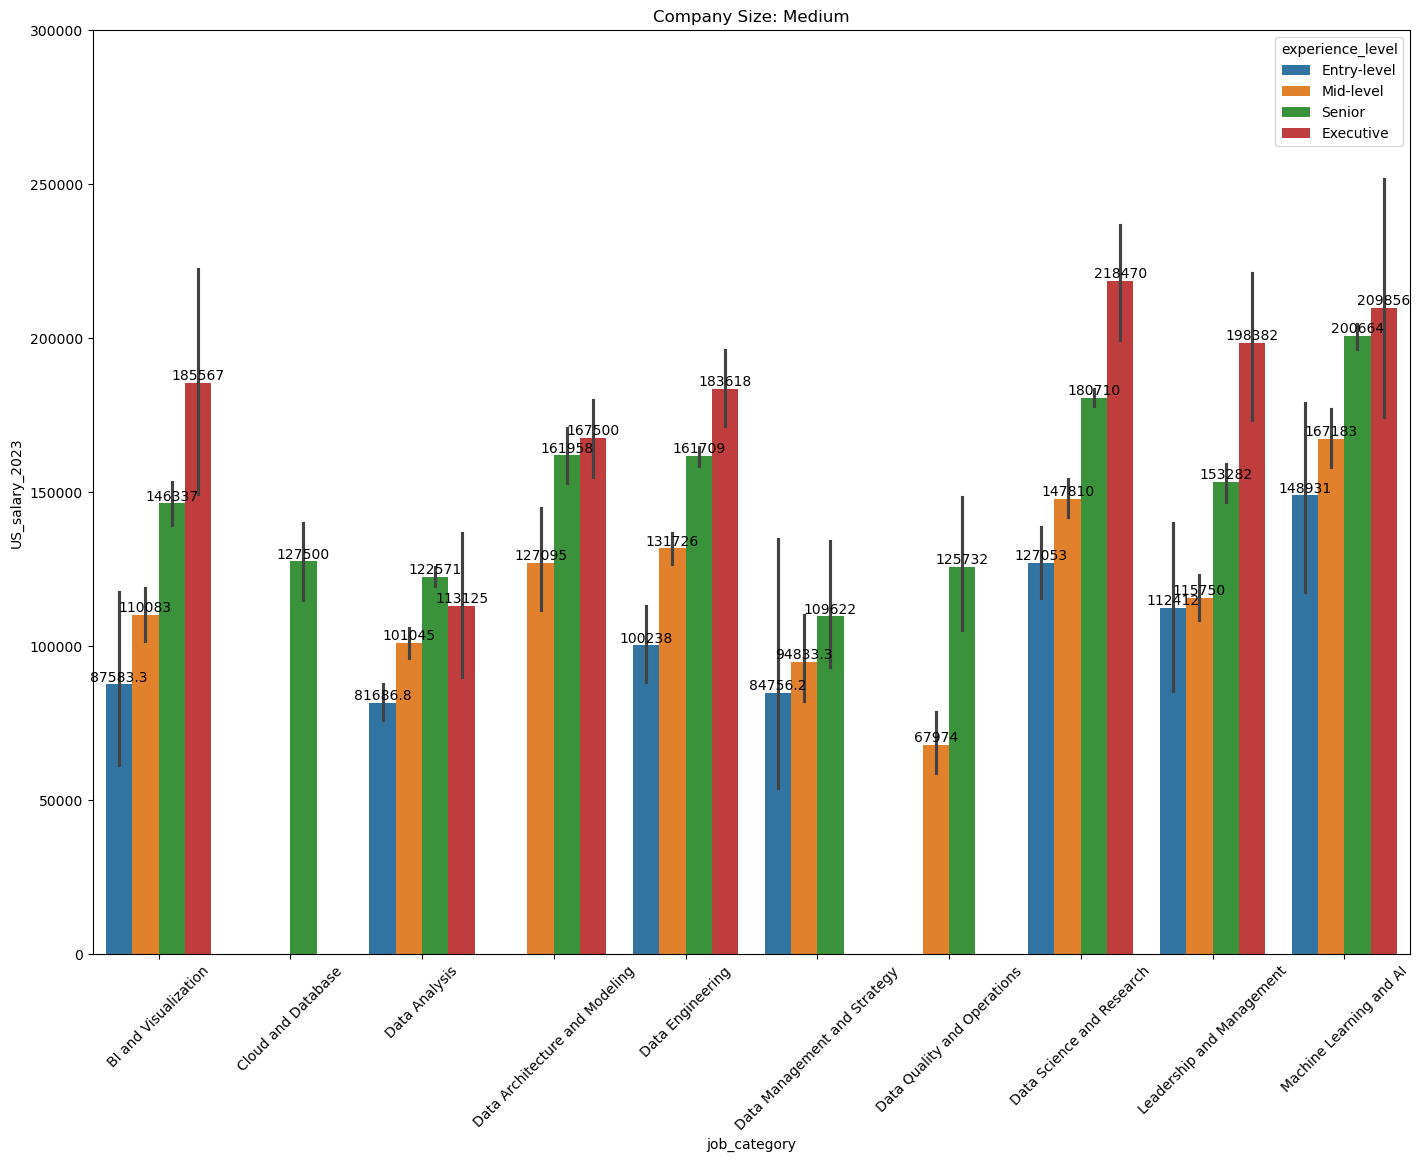 Company Size: Medium
300000
250000
200000
150000
100000
50000
0
US_salary_2023
experience_level
Entry-level
Mid-level
Senior
Executive
87583.3
110083
146337
185567
127500
81686.8
101045
122571
113125
127095
161958
167500
100238
131726
161709
183618
84756.2
94833.3
109622
67974
125732
127053
147810
180710
218470
112412
115750
153282
198382
148931
167183
200664
209856
BI and Visualization
Cloud and Database
Data Analysis
Data Architecture and Modeling
Data Engineering
Data Management and Strategy
Data Quality and Operations
Data Science and Research
Leadership and Management
Machine Learning and AI
job_category